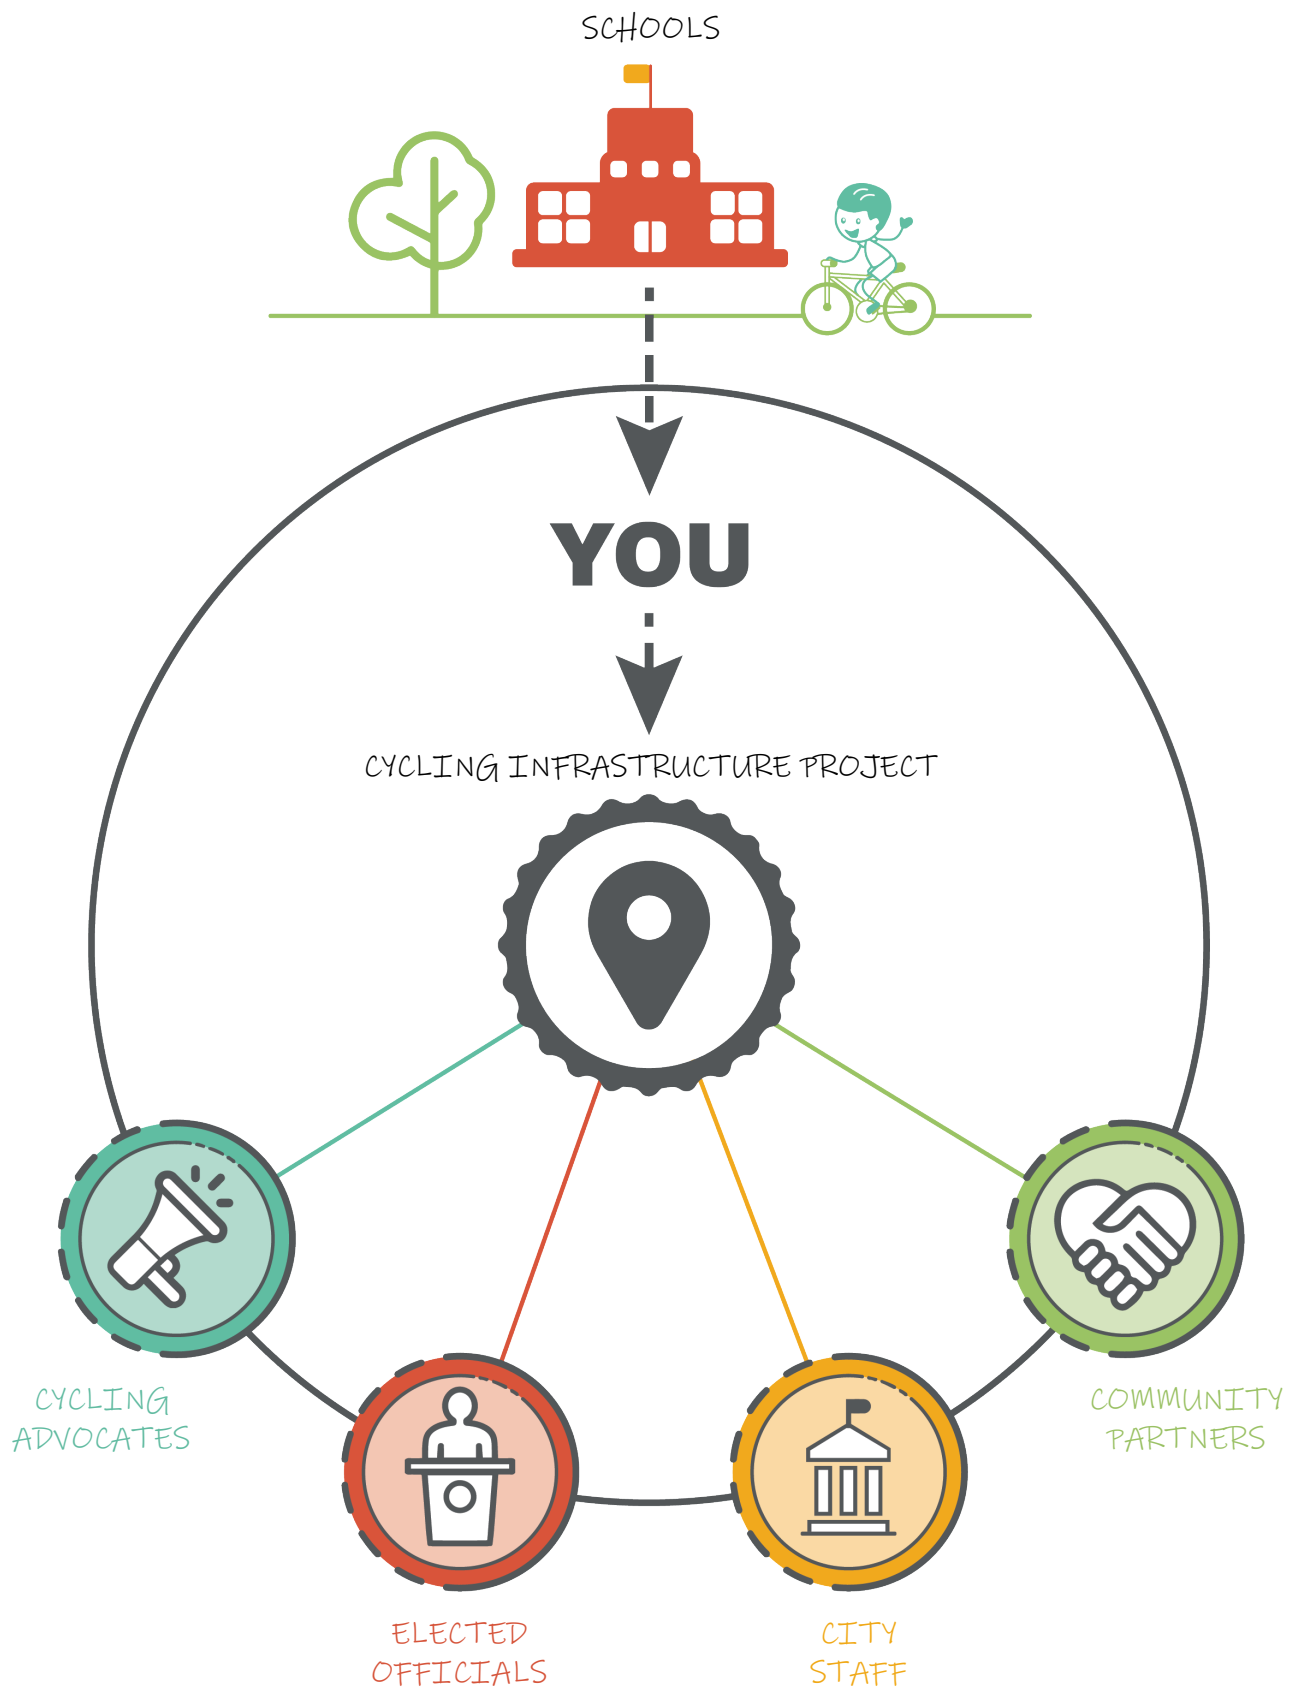 SCHOOLS
YOU
CYCLING INFRASTRUCTURE PROJECT
CYCLING
ADVOCATES
COMMUNITY
PARTNERS
ELECTED
OFFICIALS
CITY
STAFF